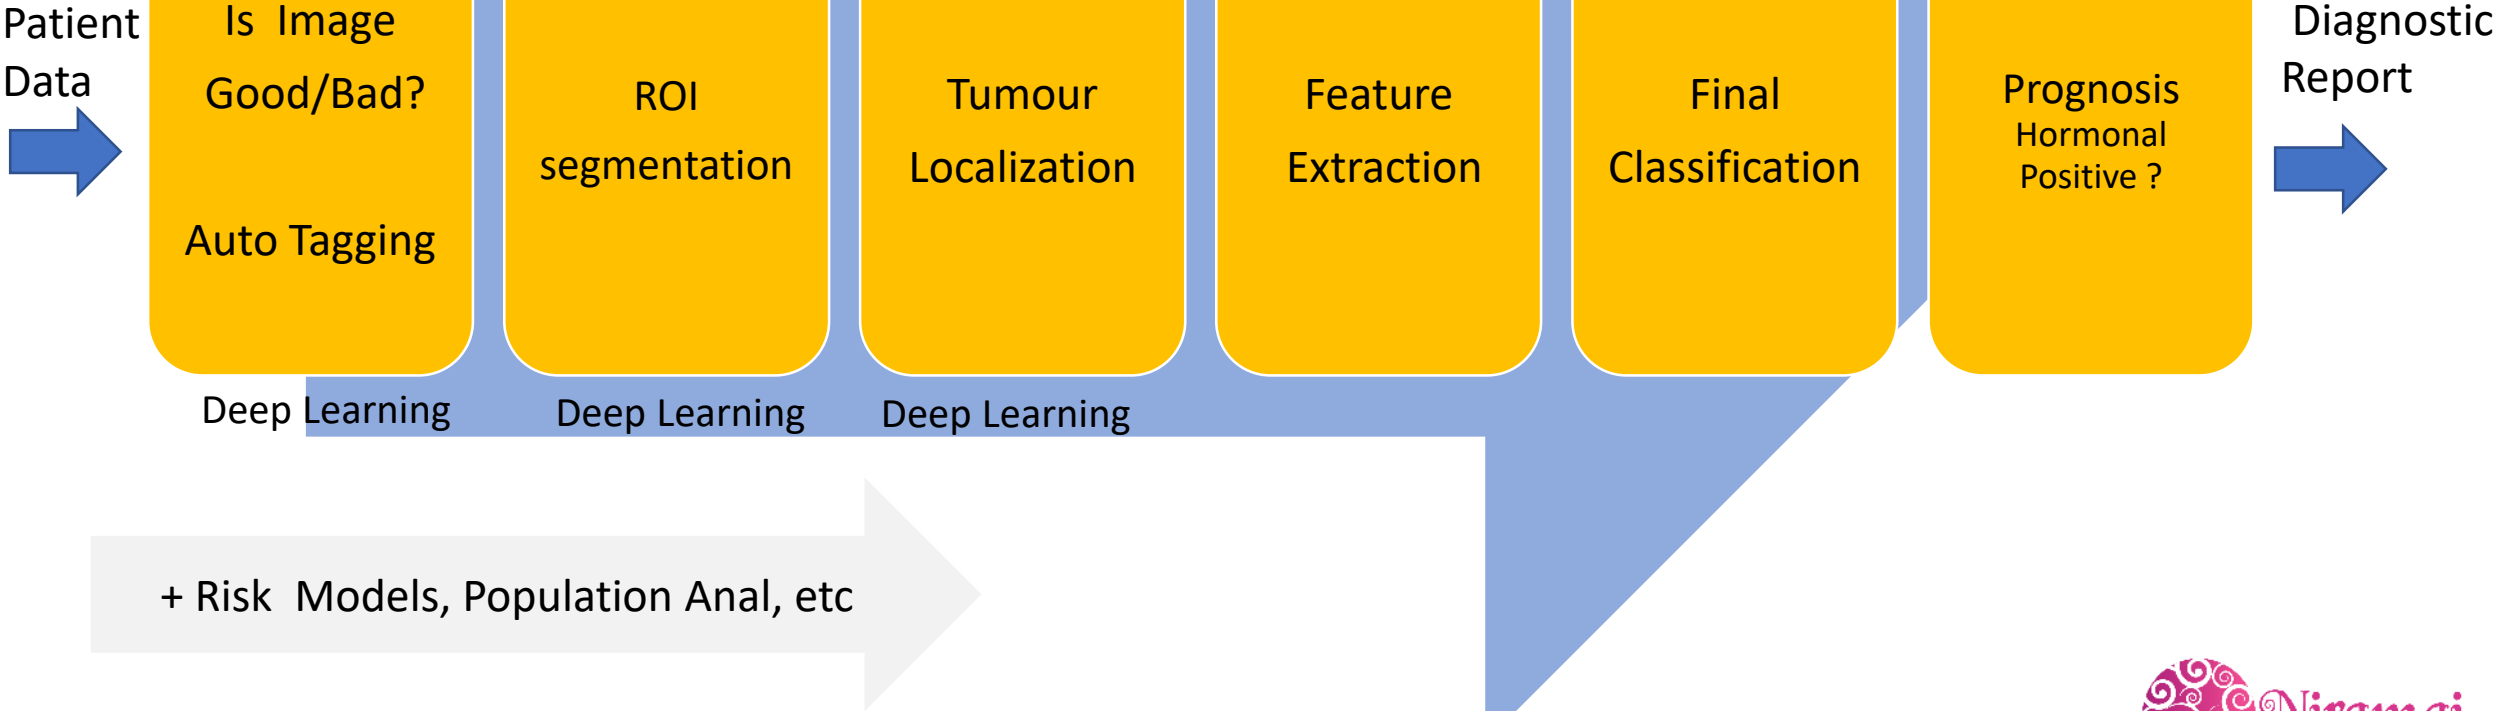 Patient
Data
Is Image
Good/Bad?
Auto Tagging
ROI
segmentation
Tumour
Localization
Feature
Extraction
Final
Classification
Prognosis
Hormonal
Positive ?
Diagnostic
Report
Deep Learning
Deep Learning
Deep Learning
+ Risk Models, Population Anal, etc